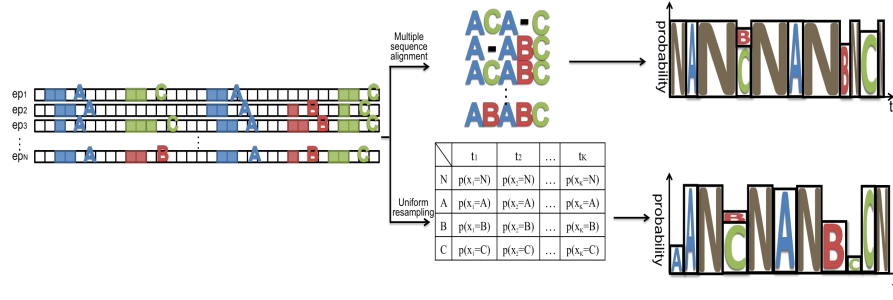 ep1 A C A C
ep2 A A B C
ep3 A C A B C
⋮
epN A B A B C
Multiple
sequence
alignment
ACA-C
A-ABC
ACABC
⋮
ABABC
Uniform
resampling
t1 t2 ... tK
N p(x1=N) p(x2=N) ... p(xK=N)
A p(x1=A) p(x2=A) ... p(xK=A)
B p(x1=B) p(x2=B) ... p(xK=B)
C p(x1=C) p(x2=C) ... p(xK=C)
probability
N A N B C N A N B N C N
t
probability
A A N B C N A N B C C N